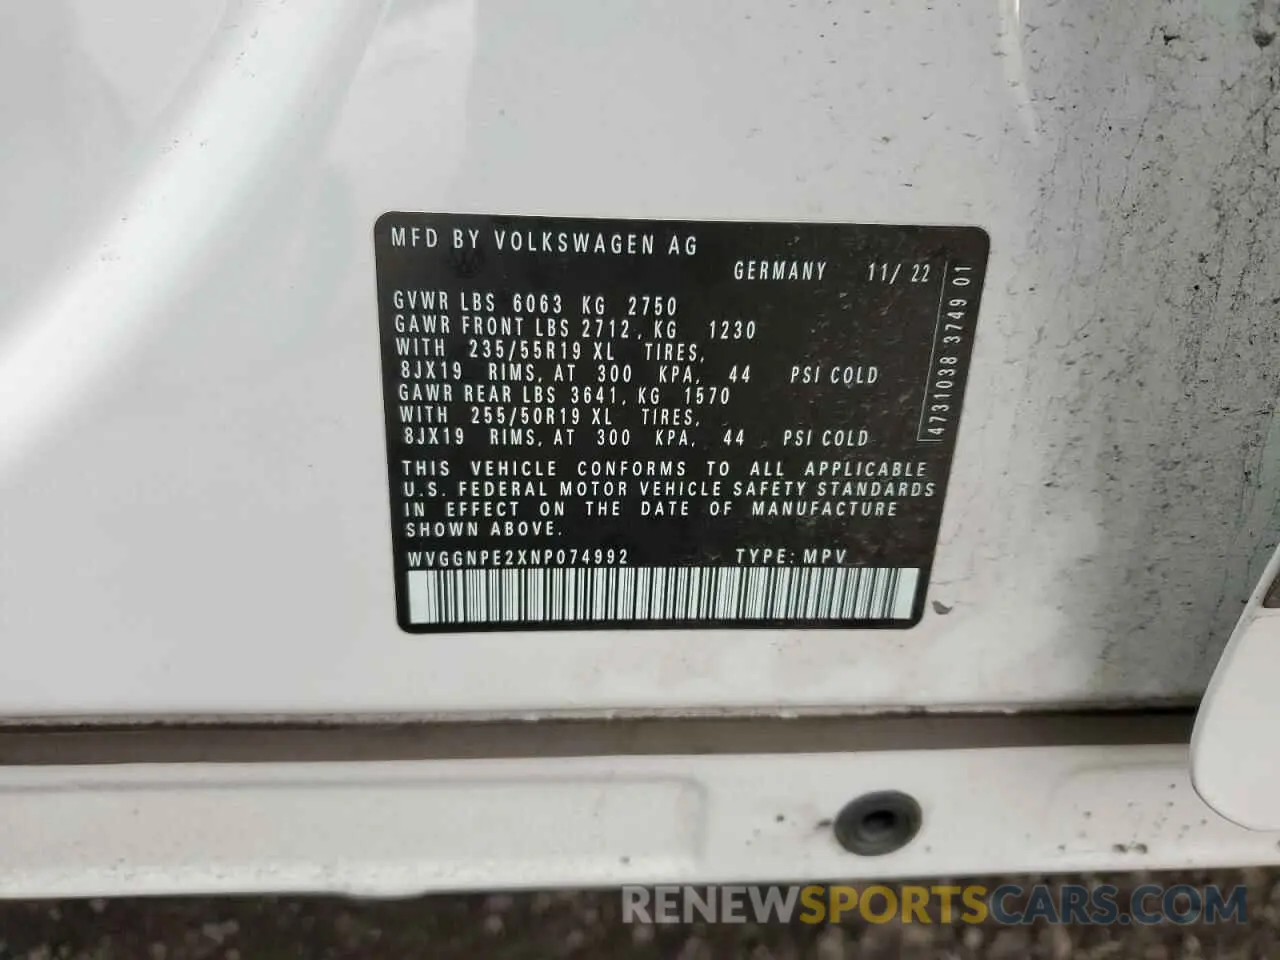 MFD BY VOLKSWAGEN AG
GERMANY 11/ 22
GVWR LBS 6063 KG 2750
GAWR FRONT LBS 2712, KG 1230
WITH 235/55R19 XL TIRES,
8JX19 RIMS, AT 300 KPA, 44 PSI COLD
GAWR REAR LBS 3641, KG 1570
WITH 255/50R19 XL TIRES,
8JX19 RIMS, AT 300 KPA, 44 PSI COLD
THIS VEHICLE CONFORMS TO ALL APPLICABLE
U.S. FEDERAL MOTOR VEHICLE SAFETY STANDARDS
IN EFFECT ON THE DATE OF MANUFACTURE
SHOWN ABOVE.
WVGGNPE2XNP074992 TYPE: MPV
4731038 3749 01
RENEWSPORTSCARS.COM